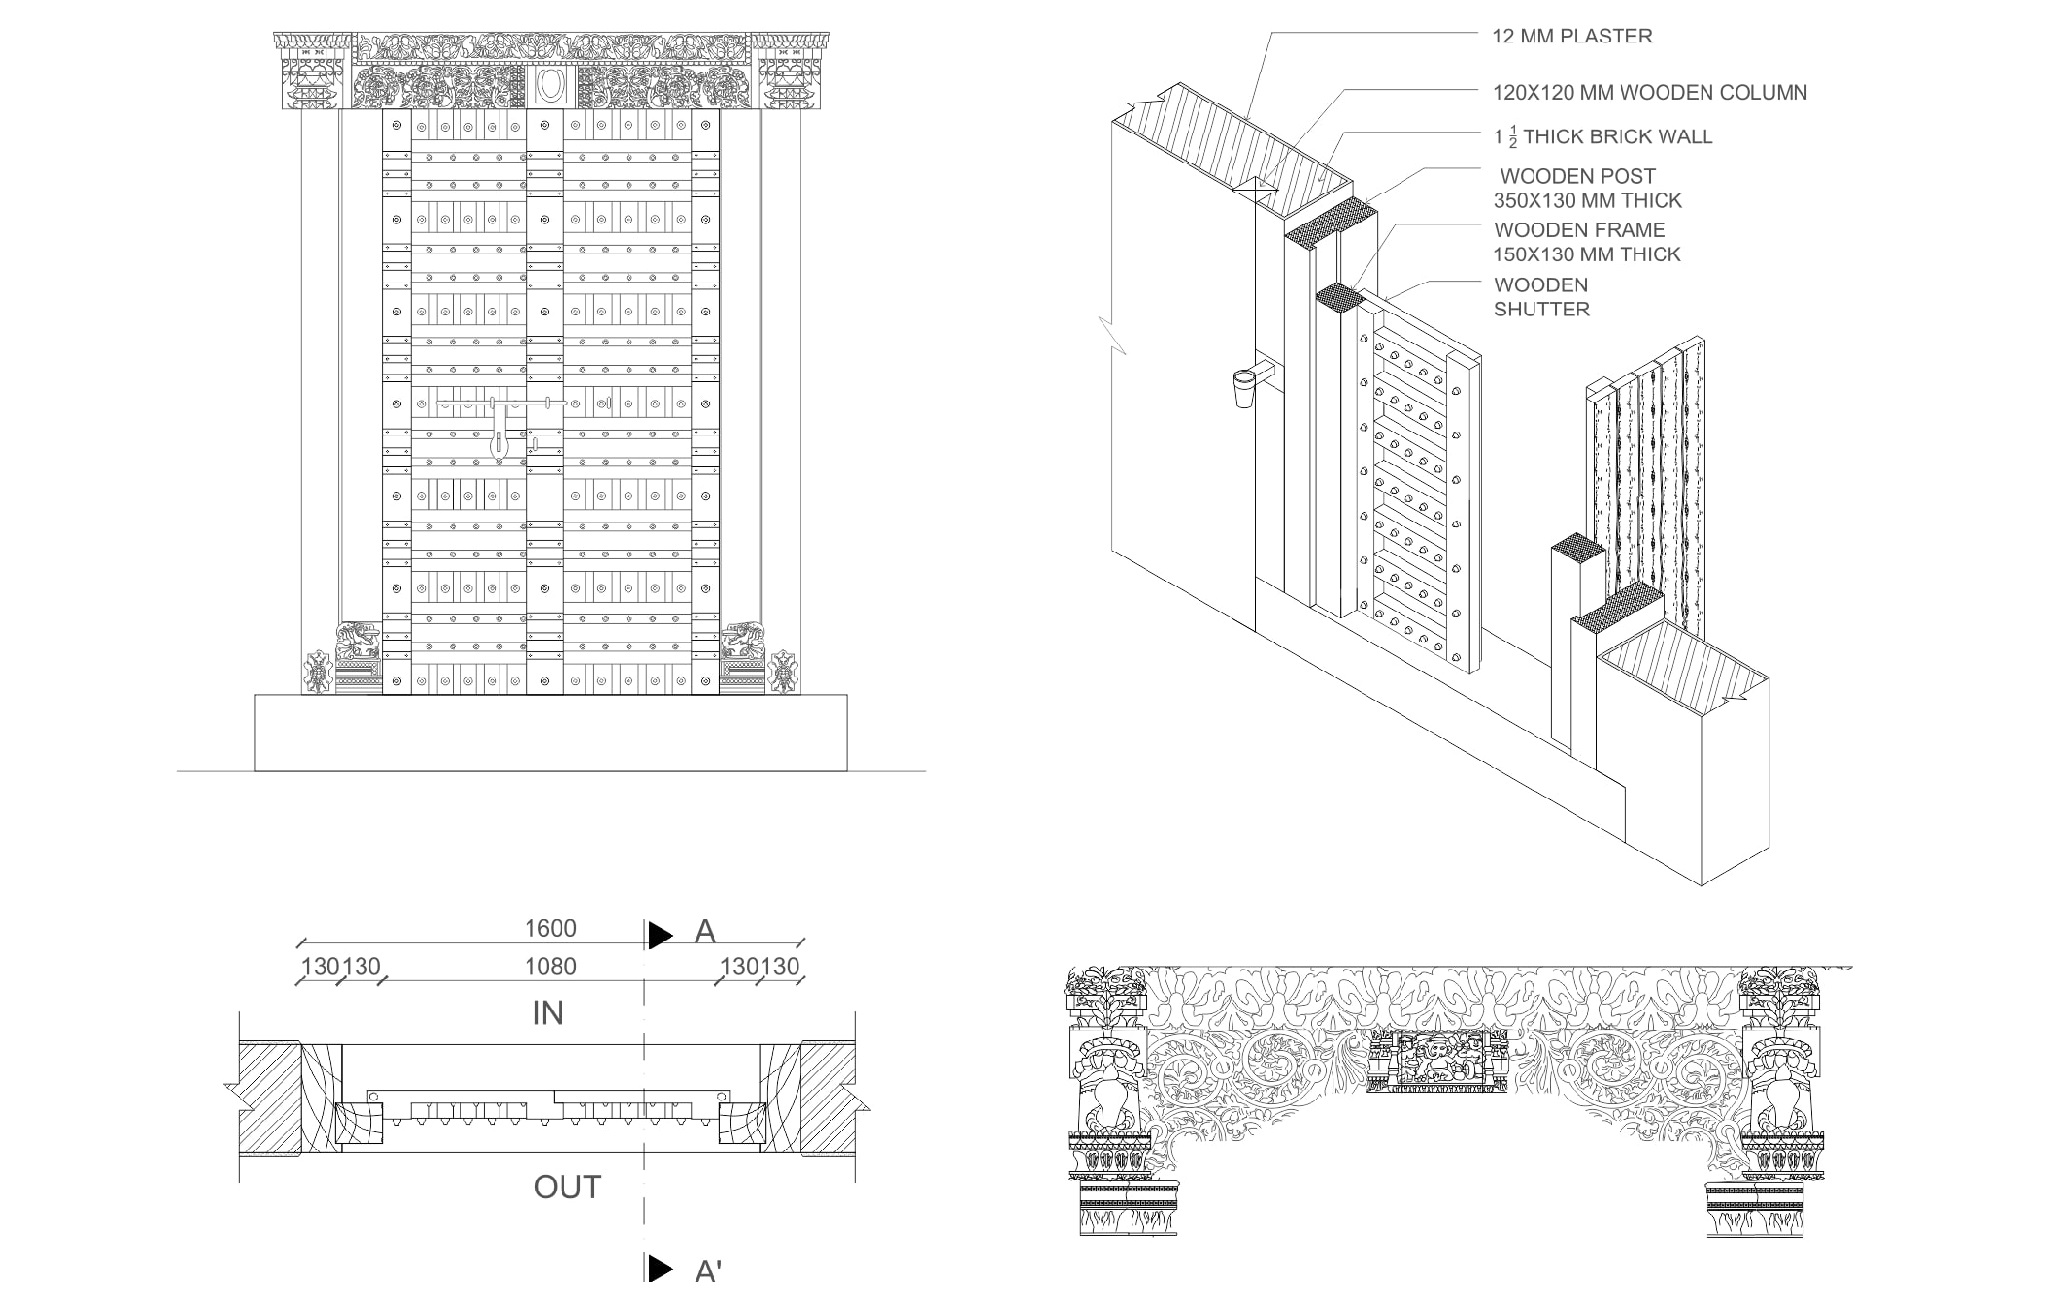 12 MM PLASTER
120X120 MM WOODEN COLUMN
1 1/2 THICK BRICK WALL
WOODEN POST
350X130 MM THICK
WOODEN FRAME
150X130 MM THICK
WOODEN
SHUTTER
1600
A
130 130 1080 130 130
IN
OUT
A'